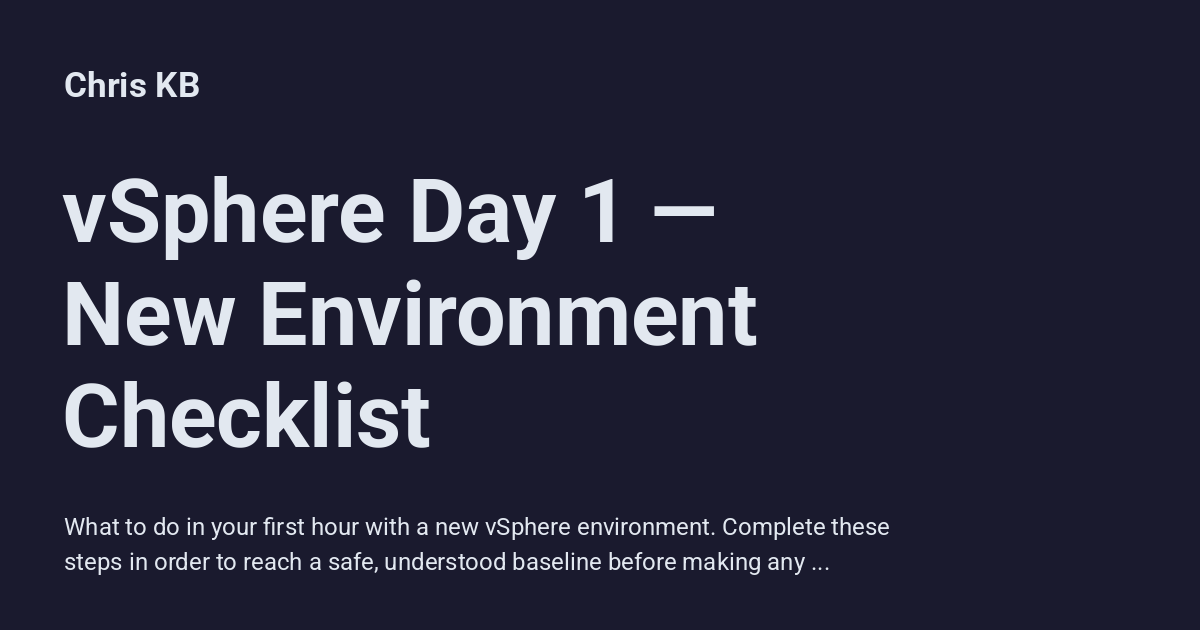 Chris KB
vSphere Day 1 —
New Environment
Checklist
What to do in your first hour with a new vSphere environment. Complete these
steps in order to reach a safe, understood baseline before making any ...